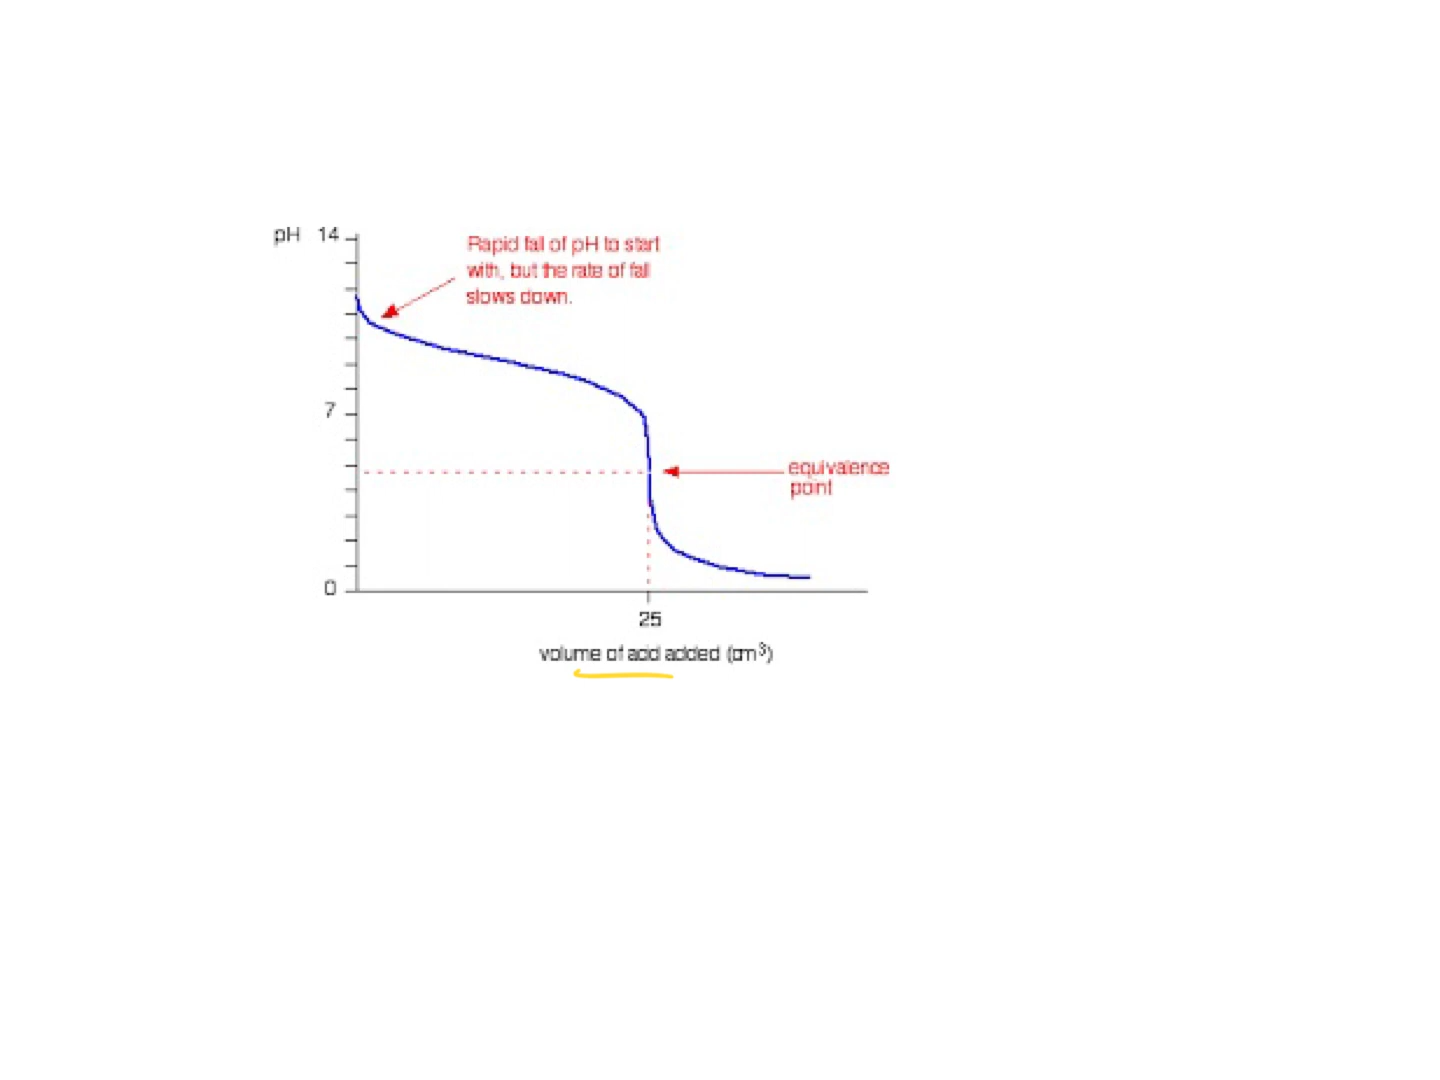 pH 14
Rapid fall of pH to start
with, but the rate of fall
slows down.
7
equivalence
point
0
25
volume of acid added (cm³)